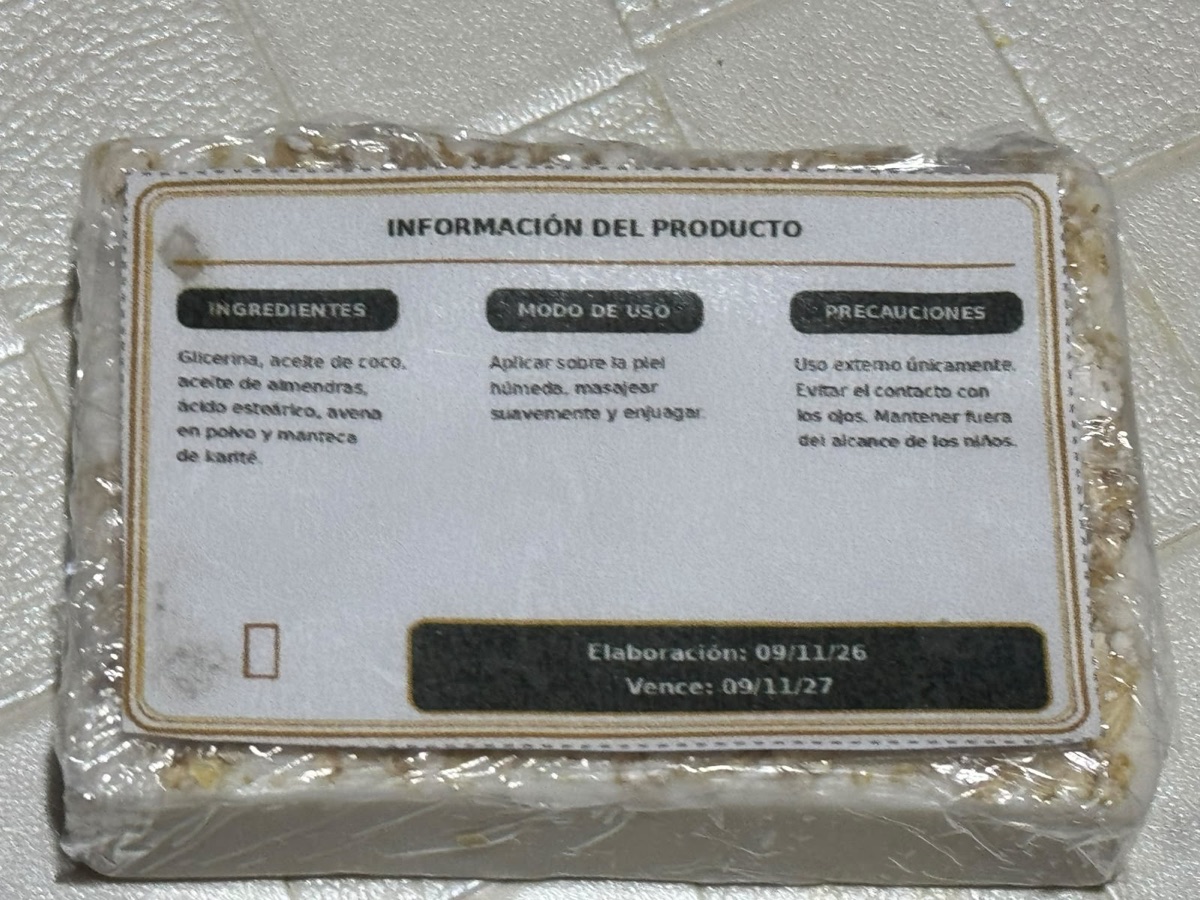 INFORMACIÓN DEL PRODUCTO
INGREDIENTES
Glicerina, aceite de coco,
aceite de almendras,
ácido esteárico, avena
en polvo y manteca
de karité.
MODO DE USO
Aplicar sobre la piel
húmeda, masajear
suavemente y enjuagar.
PRECAUCIONES
Uso externo únicamente.
Evitar el contacto con
los ojos. Mantener fuera
del alcance de los niños.
Elaboración: 09/11/26
Vence: 09/11/27